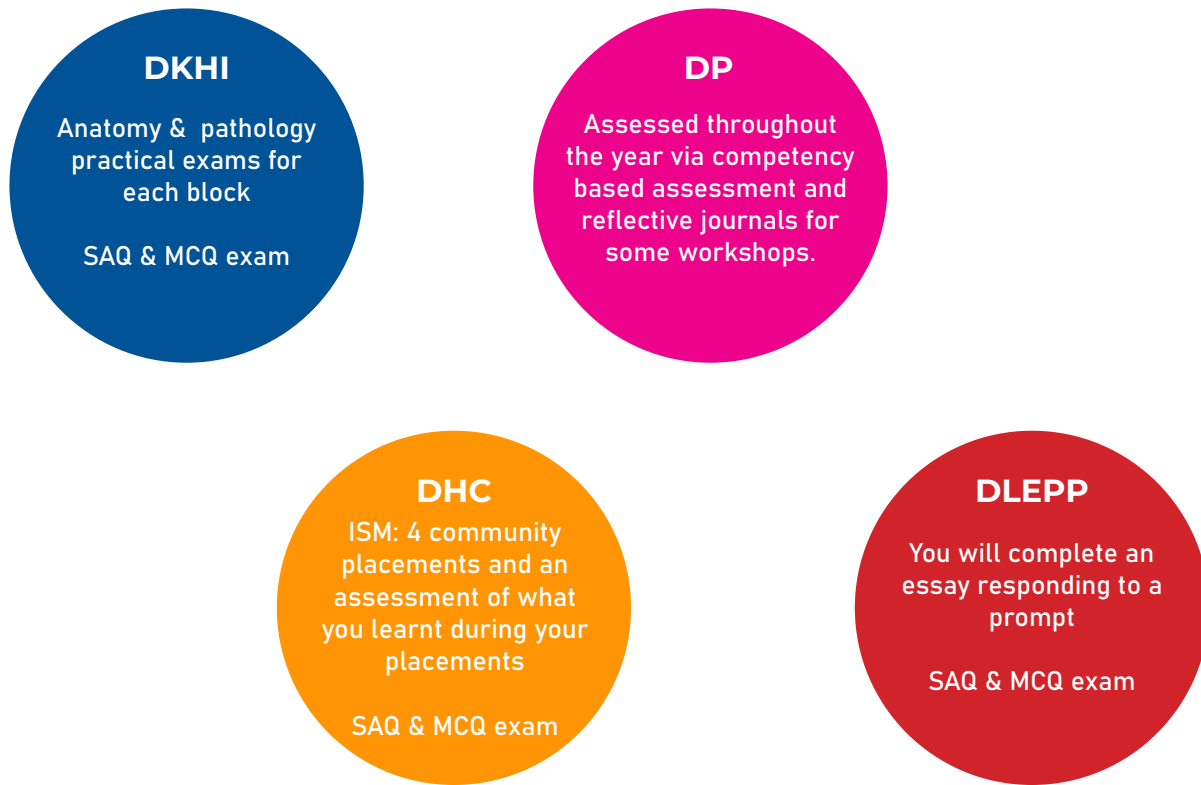 DKHI
Anatomy & pathology
practical exams for
each block
SAQ & MCQ exam
DP
Assessed throughout
the year via competency
based assessment and
reflective journals for
some workshops.
DHC
ISM: 4 community
placements and an
assessment of what
you learnt during your
placements
SAQ & MCQ exam
DLEPP
You will complete an
essay responding to a
prompt
SAQ & MCQ exam